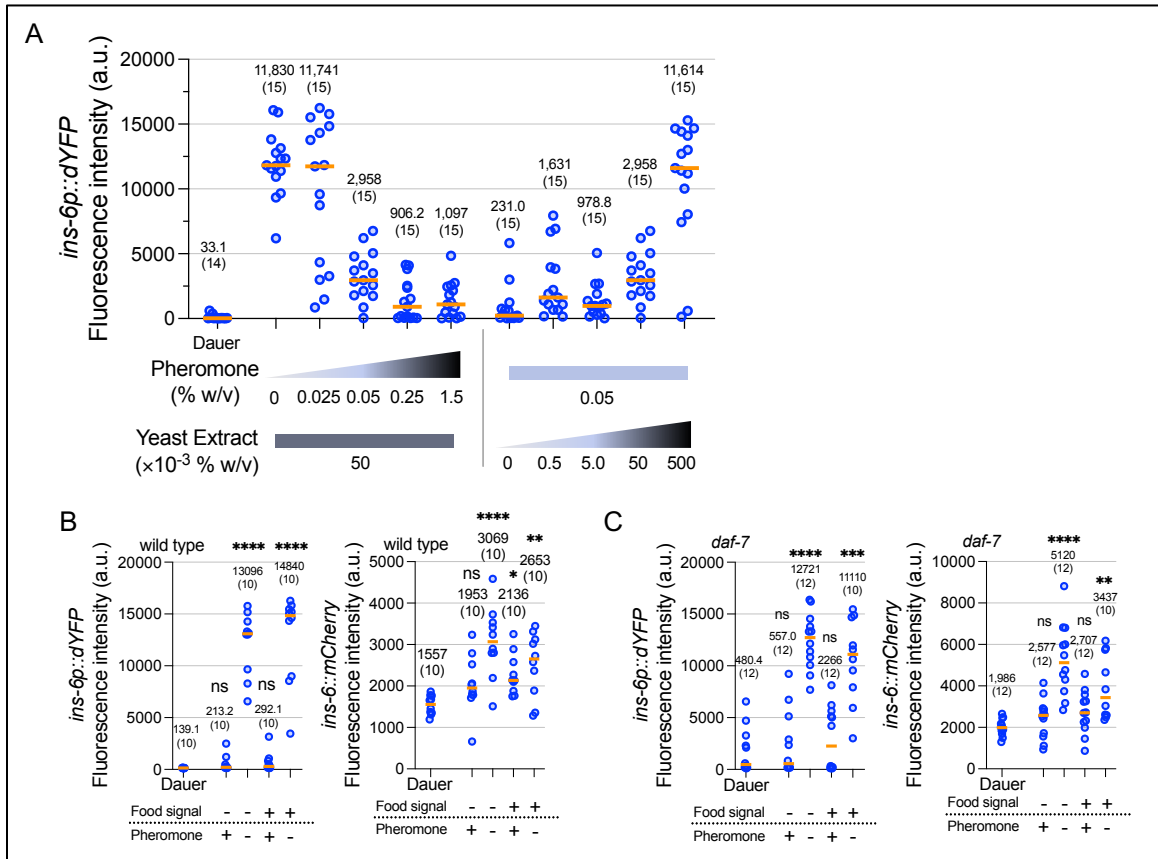 A
ins-6p::dYFP
Fluorescence intensity (a.u.)
20000
15000
10000
5000
0
33.1
(14)
11,830
(15)
11,741
(15)
2,958
(15)
906.2
(15)
1,097
(15)
231.0
(15)
1,631
(15)
978.8
(15)
2,958
(15)
11,614
(15)
Dauer
Pheromone
(% w/v)
0 0.025 0.05 0.25 1.5
0.05
Yeast Extract
(×10-3 % w/v)
50
0 0.5 5.0 50 500
B
ins-6p::dYFP
Fluorescence intensity (a.u.)
wild type
20000
15000
10000
5000
0
139.1
(10)
ns
213.2
(10)
****
13096
(10)
ns
292.1
(10)
****
14840
(10)
Dauer
Food signal - - + +
Pheromone + - + -
ins-6::mCherry
Fluorescence intensity (a.u.)
wild type
5000
4000
3000
2000
1000
0
1557
(10)
ns
1953
(10)
****
3069
(10)
*
2136
(10)
**
2653
(10)
Dauer
- - + +
+ - + -
C
ins-6p::dYFP
Fluorescence intensity (a.u.)
daf-7
20000
15000
10000
5000
0
480.4
(12)
ns
557.0
(12)
****
12721
(12)
ns
2266
(12)
***
11110
(10)
Dauer
Food signal - - + +
Pheromone + - + -
ins-6::mCherry
Fluorescence intensity (a.u.)
daf-7
10000
8000
6000
4000
2000
0
1,986
(12)
ns
2,577
(12)
****
5120
(12)
ns
2,707
(12)
**
3437
(10)
Dauer
- - + +
+ - + -